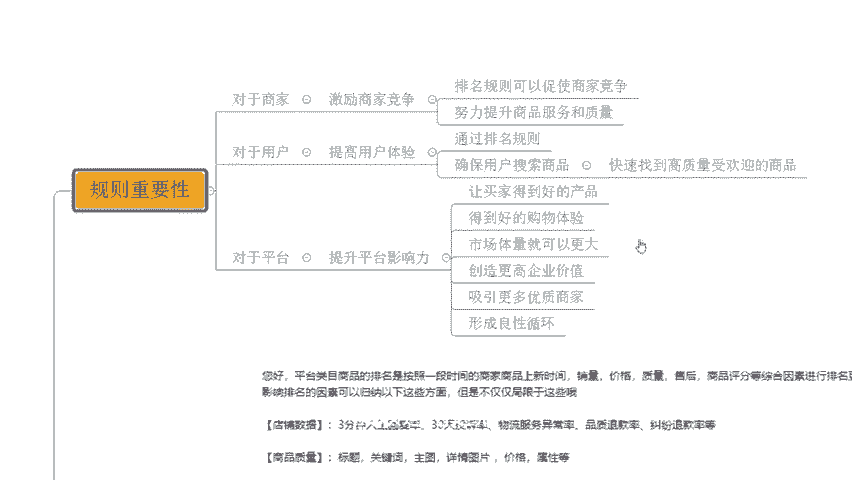 规则重要性
对于商家 激励商家竞争
排名规则可以促使商家竞争
努力提升商品服务和质量
对于用户 提高用户体验
通过排名规则
确保用户搜索商品 快速找到高质量受欢迎的商品
对于平台 提升平台影响力
让买家得到好的产品
得到好的购物体验
市场体量就可以更大
创造更高企业价值
吸引更多优质商家
形成良性循环
您好，平台类目商品的排名是按照一段时间的商家商品上新时间，销量，价格，质量，售后，商品评分等综合因素进行排名
影响排名的因素可以归纳以下这些方面，但是不仅仅局限于这些哦
【店铺数据】：3分钟人工回复率、30天投诉率、物流服务异常率、品质退款率、纠纷退款率等
【商品质量】：标题，关键词，主图，详情图片，价格，属性等